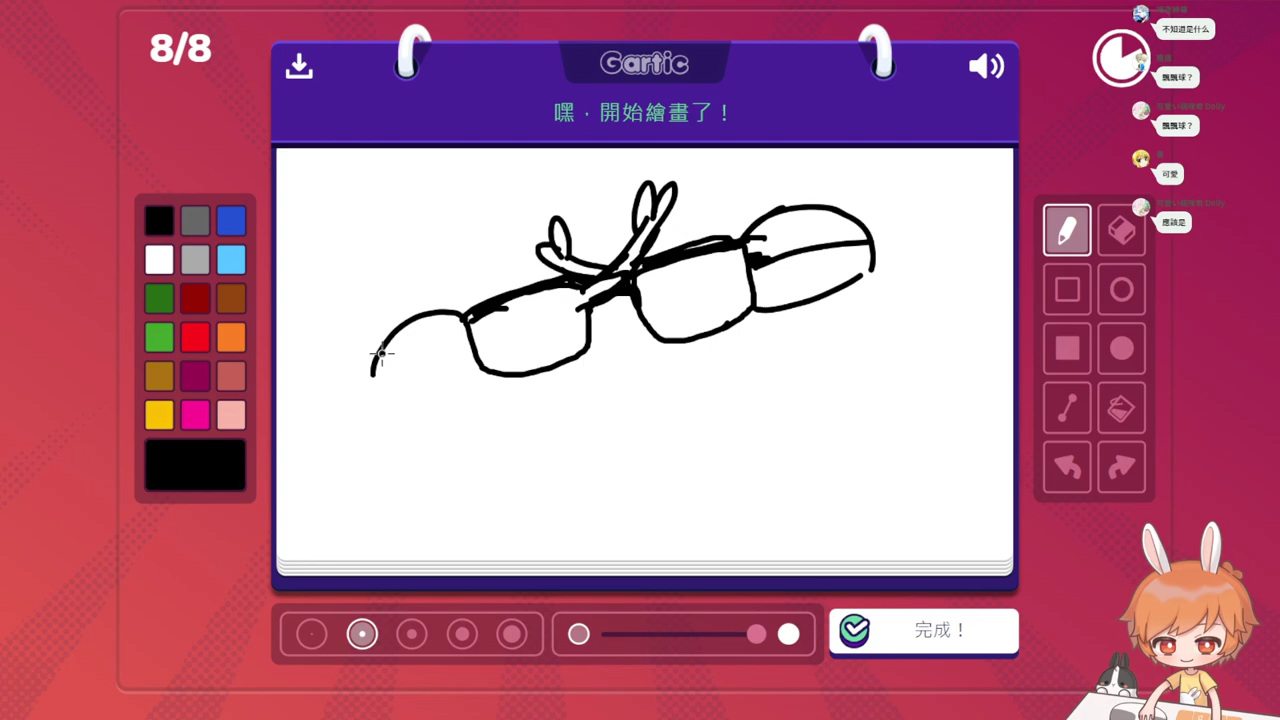 8/8
Gartic
嘿，開始繪畫了！
不知道是什么
飄飄球？
飄飄球？
可愛
應該是
完成！